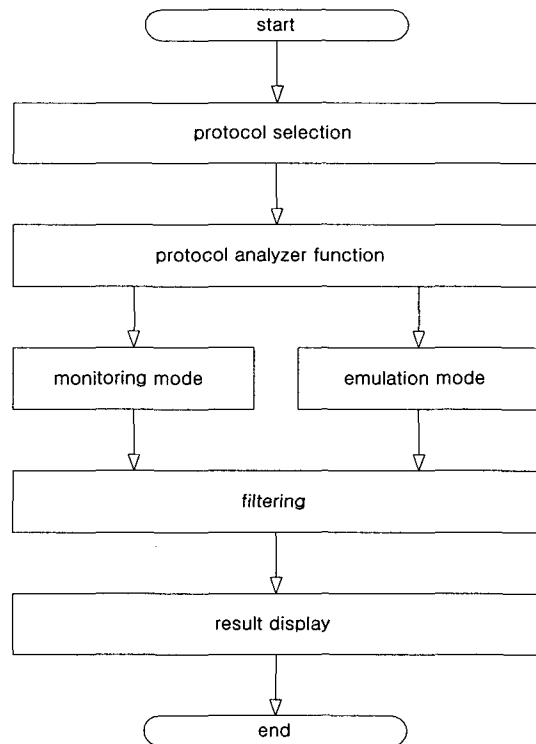 start
protocol selection
protocol analyzer function
monitoring mode
emulation mode
filtering
result display
end